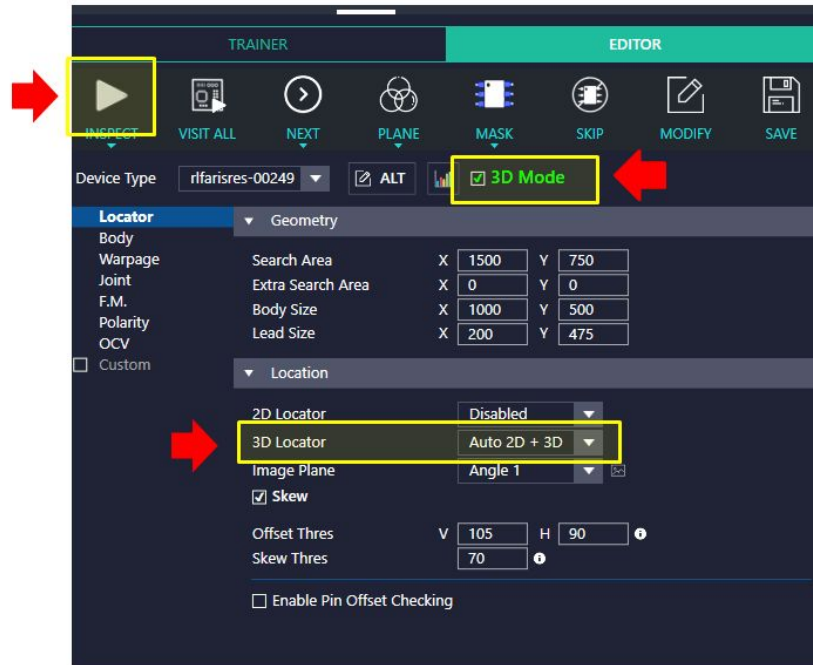 TRAINER EDITOR
INSPECT VISIT ALL NEXT PLANE MASK SKIP MODIFY SAVE
Device Type rlfarisres-00249 ALT 3D Mode
Locator
Body
Warpage
Joint
F.M.
Polarity
OCV
Custom
Geometry
Search Area X 1500 Y 750
Extra Search Area X 0 Y 0
Body Size X 1000 Y 500
Lead Size X 200 Y 475
Location
2D Locator Disabled
3D Locator Auto 2D + 3D
Image Plane Angle 1
Skew
Offset Thres V 105 H 90
Skew Thres 70
Enable Pin Offset Checking